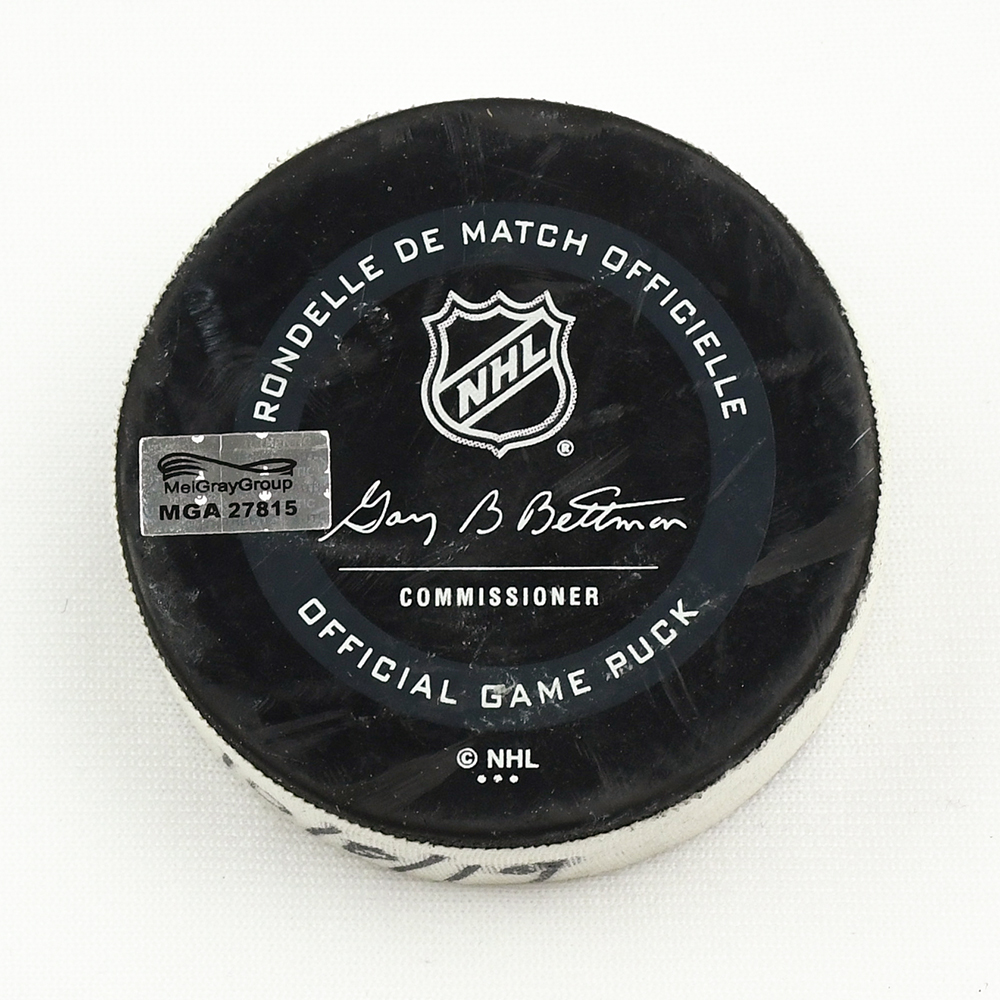 RONDELLE DE MATCH OFFICIELLE
NHL
®
MeiGrayGroup
MGA 27815
Gary B Bettman
COMMISSIONER
OFFICIAL GAME PUCK
© NHL